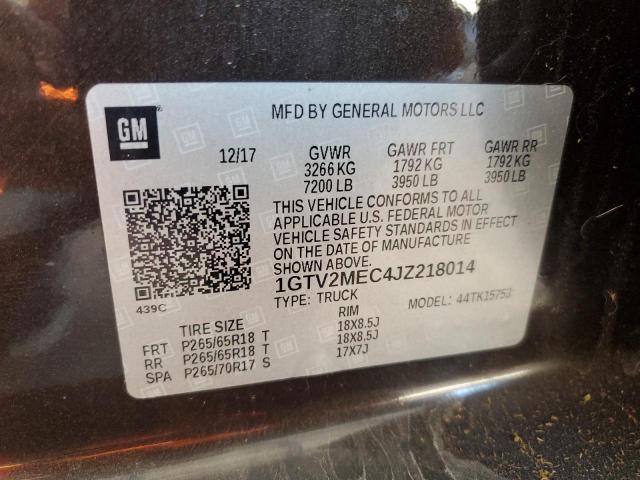 GM
MFD BY GENERAL MOTORS LLC
12/17 GVWR GAWR FRT GAWR RR
3266 KG 1792 KG 1792 KG
7200 LB 3950 LB 3950 LB
THIS VEHICLE CONFORMS TO ALL
APPLICABLE U.S. FEDERAL MOTOR
VEHICLE SAFETY STANDARDS IN EFFECT
ON THE DATE OF MANUFACTURE
SHOWN ABOVE.
1GTV2MEC4JZ218014
439C TYPE: TRUCK MODEL: 44TK15753
TIRE SIZE RIM
FRT P265/65R18 T 18X8.5J
RR P265/65R18 T 18X8.5J
SPA P265/70R17 S 17X7J